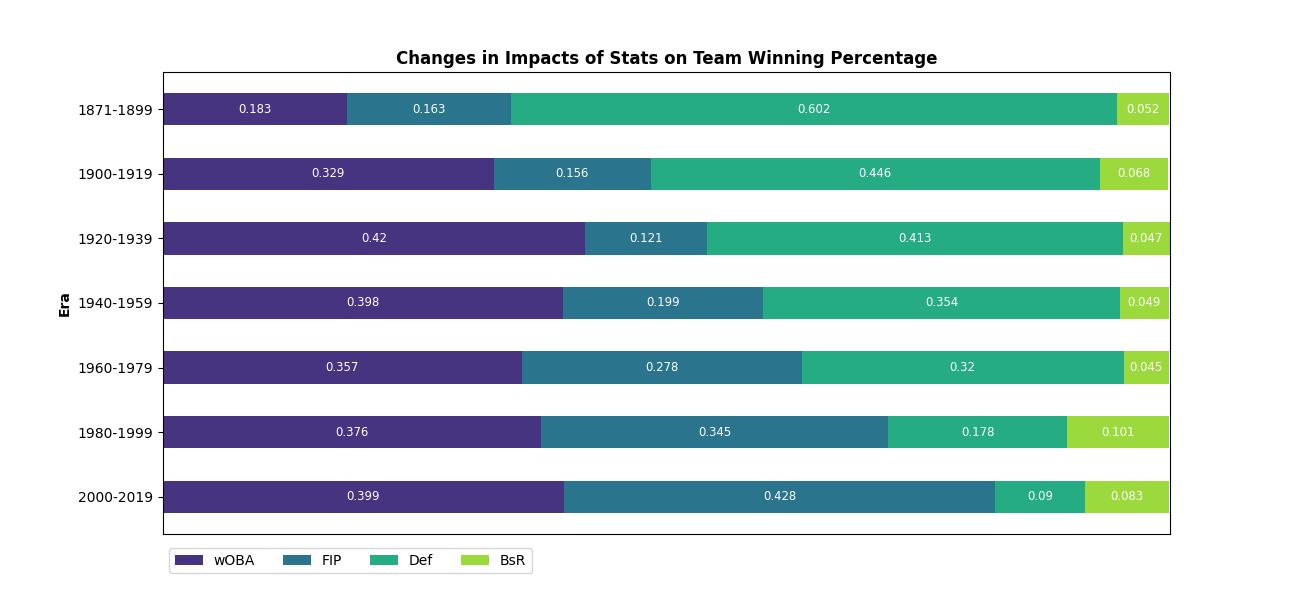 Changes in Impacts of Stats on Team Winning Percentage
Era
1871-1899 0.183 0.163 0.602 0.052
1900-1919 0.329 0.156 0.446 0.068
1920-1939 0.42 0.121 0.413 0.047
1940-1959 0.398 0.199 0.354 0.049
1960-1979 0.357 0.278 0.32 0.045
1980-1999 0.376 0.345 0.178 0.101
2000-2019 0.399 0.428 0.09 0.083
wOBA FIP Def BsR